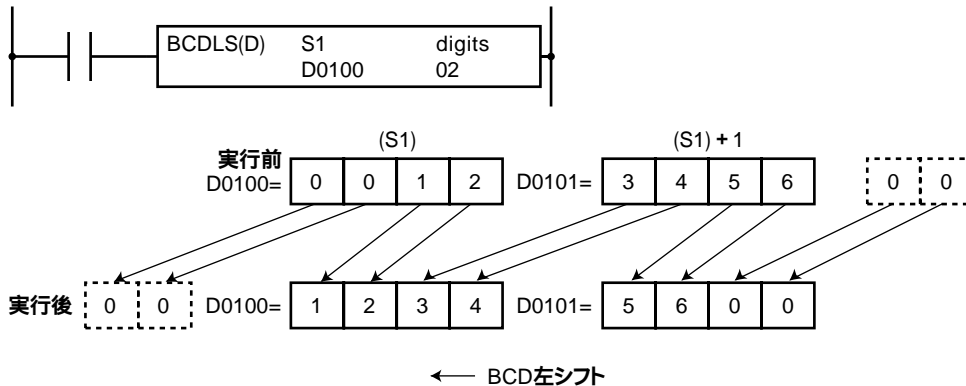 BCDLS(D) S1 digits
D0100 02
(S1) (S1) + 1
実行前
D0100= 0 0 1 2 D0101= 3 4 5 6 0 0
実行後 0 0 D0100= 1 2 3 4 D0101= 5 6 0 0
BCD左シフト